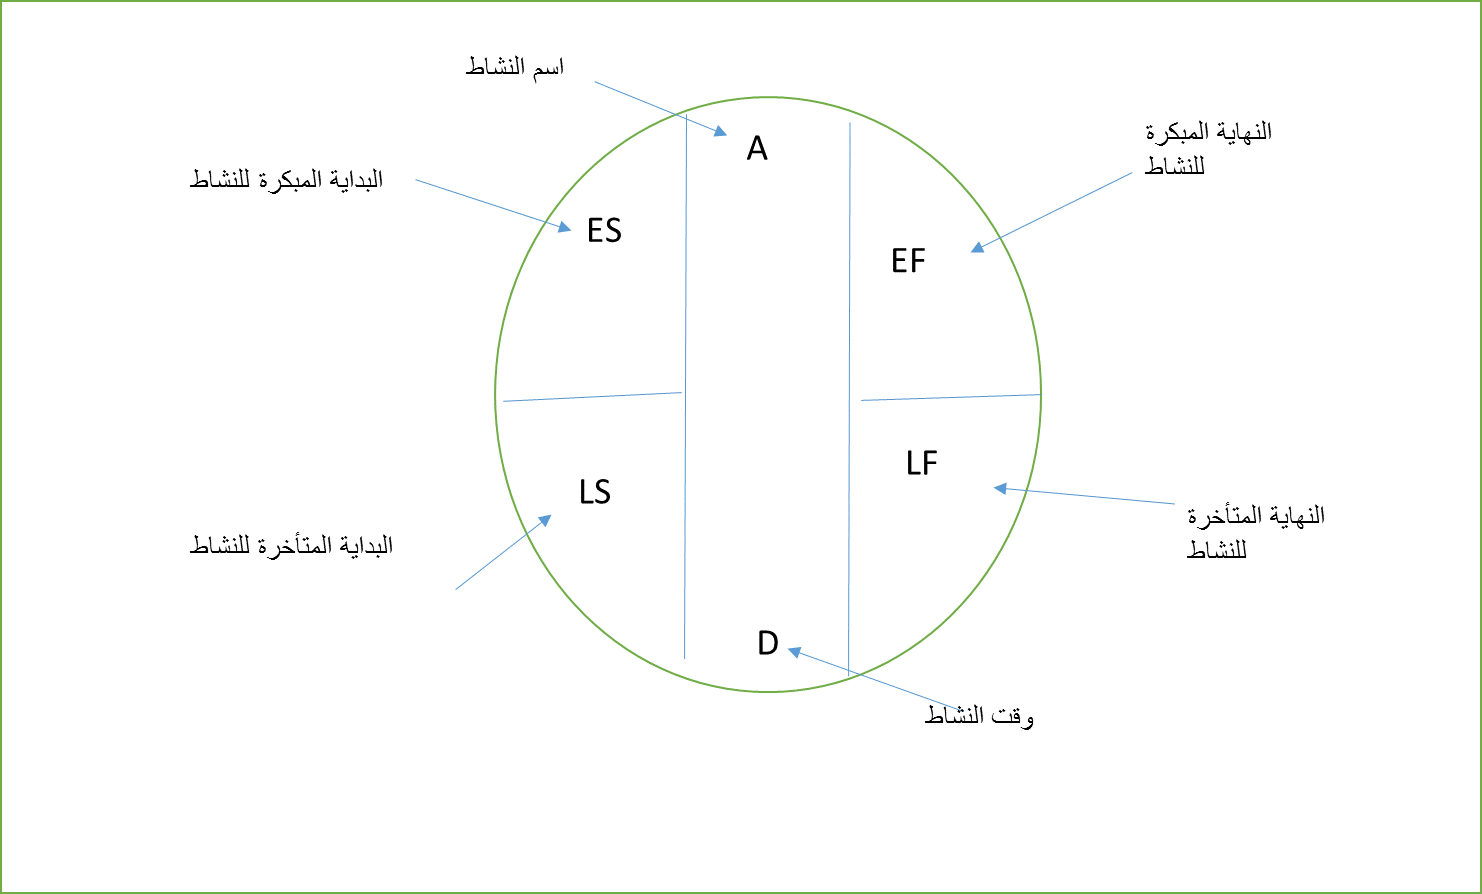 اسم النشاط
A
النهاية المبكرة
للنشاط
البداية المبكرة للنشاط
ES
EF
LF
LS
النهاية المتأخرة
للنشاط
البداية المتأخرة للنشاط
D
وقت النشاط